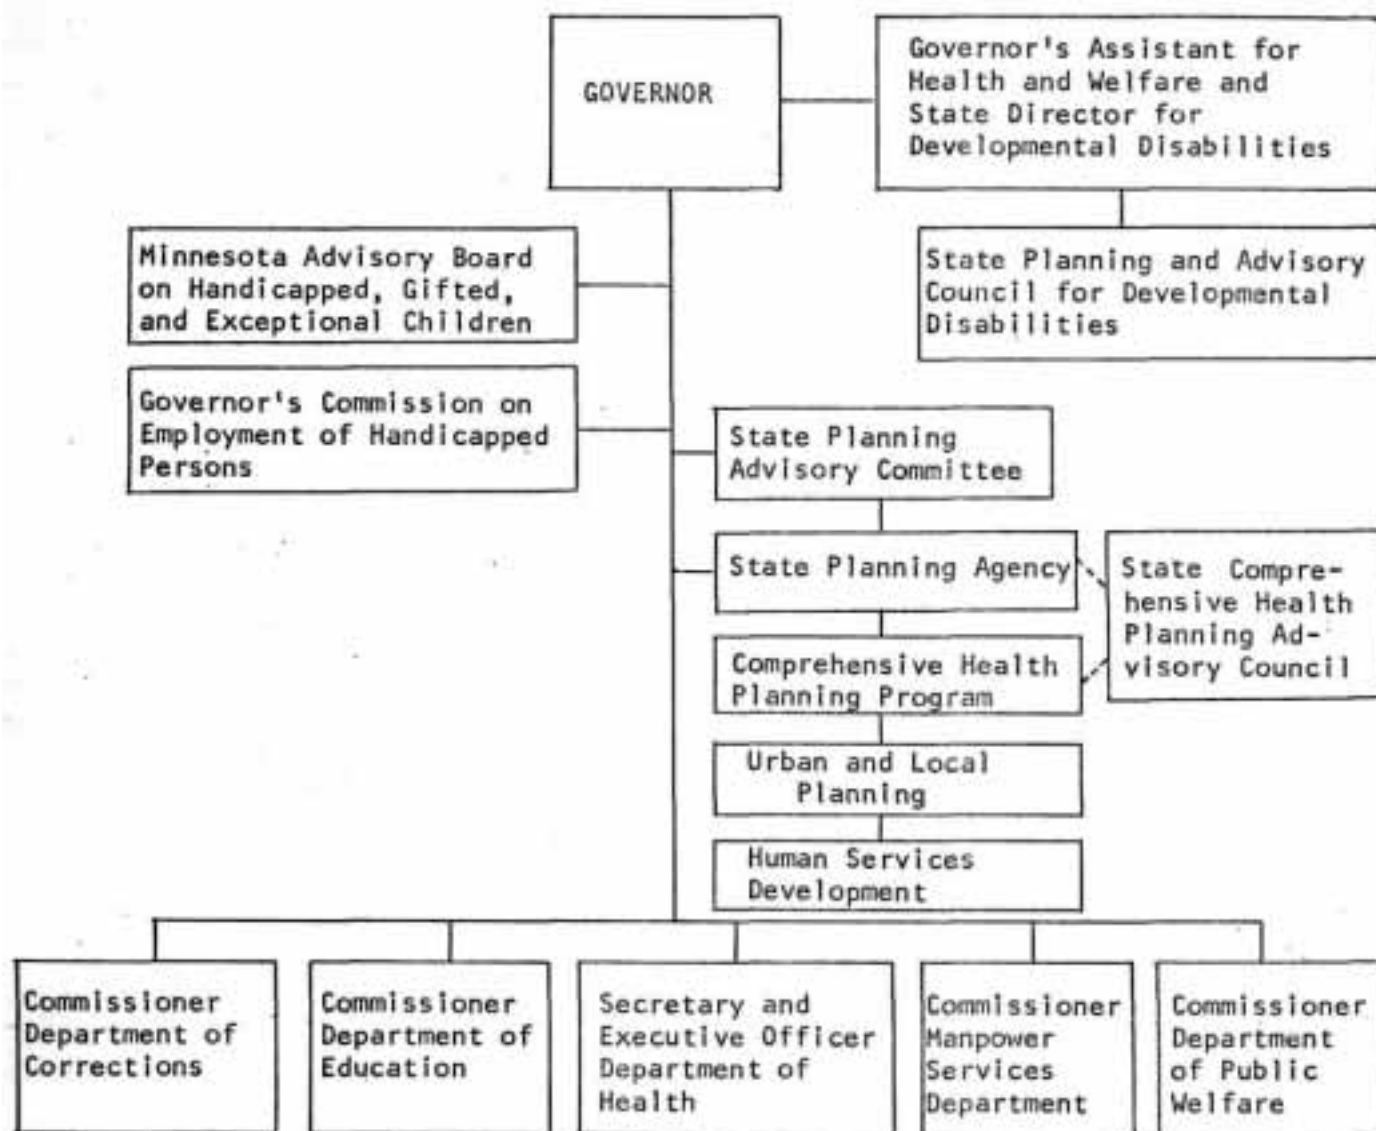 GOVERNOR
Governor's Assistant for
Health and Welfare and
State Director for
Developmental Disabilities
Minnesota Advisory Board
on Handicapped, Gifted,
and Exceptional Children
State Planning and Advisory
Council for Developmental
Disabilities
Governor's Commission on
Employment of Handicapped
Persons
State Planning
Advisory Committee
State Planning Agency
State Compre-
hensive Health
Planning Ad-
visory Council
Comprehensive Health
Planning Program
Urban and Local
Planning
Human Services
Development
Commissioner
Department of
Corrections
Commissioner
Department of
Education
Secretary and
Executive Officer
Department of
Health
Commissioner
Manpower
Services
Department
Commissioner
Department
of Public
Welfare